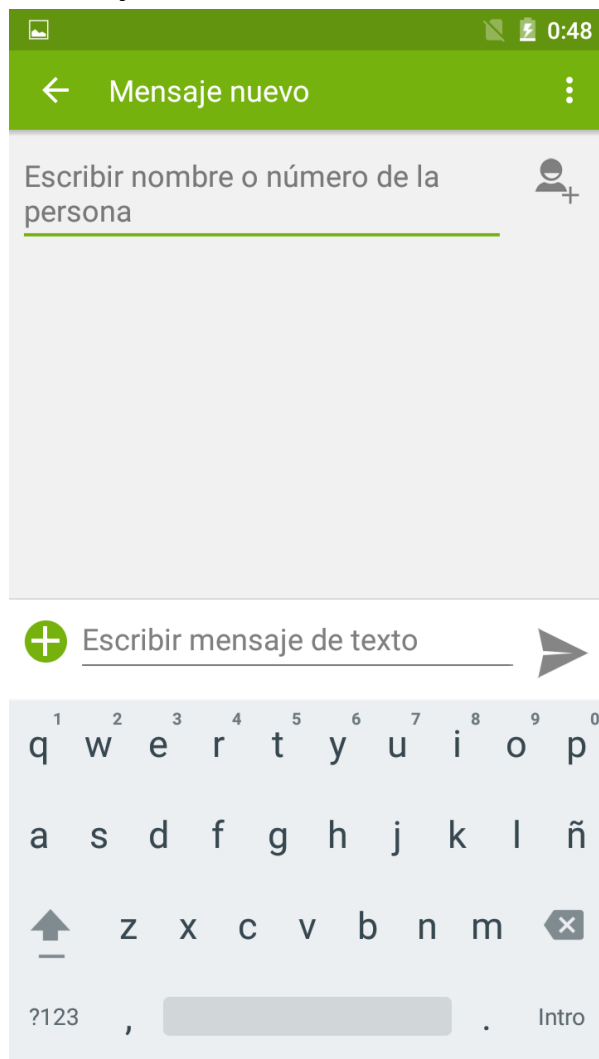 0:48
Mensaje nuevo
Escribir nombre o número de la
persona
Escribir mensaje de texto
1 2 3 4 5 6 7 8 9 0
q w e r t y u i o p
a s d f g h j k l ñ
z x c v b n m
?123 , . Intro